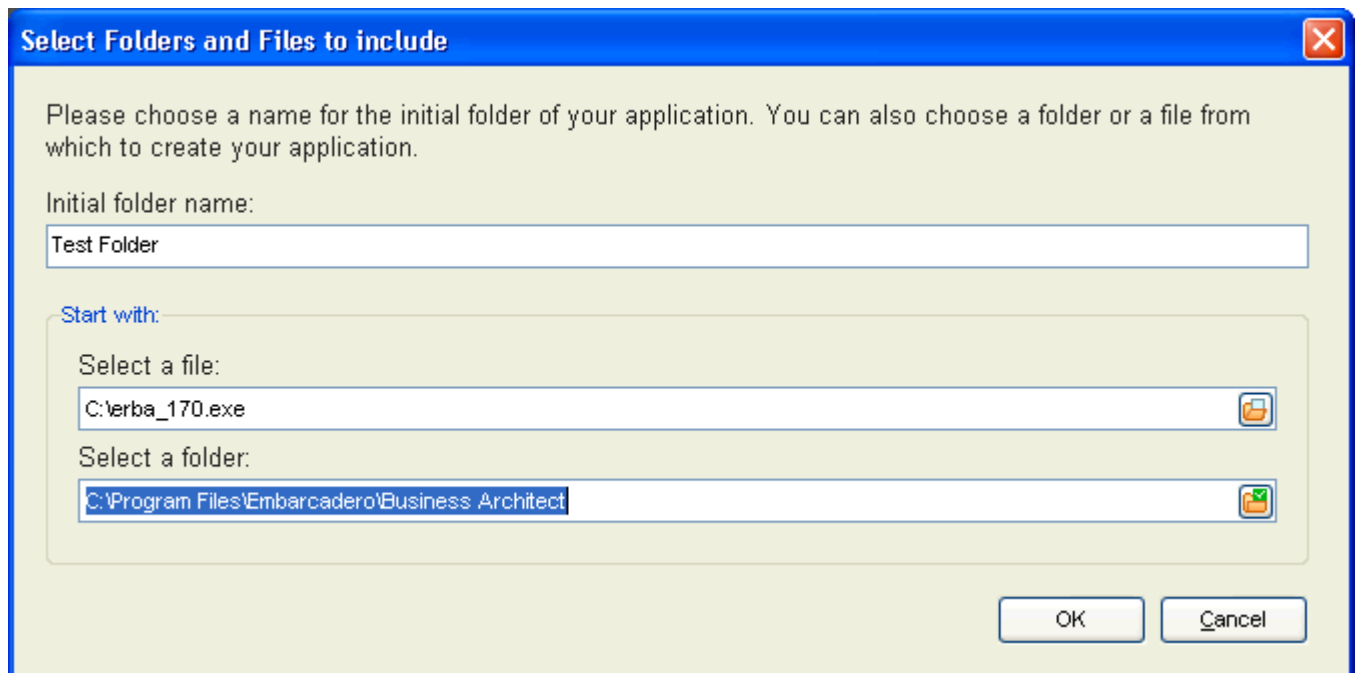 Select Folders and Files to include
Please choose a name for the initial folder of your application. You can also choose a folder or a file from
which to create your application.
Initial folder name:
Test Folder
Start with:
Select a file:
C:\erba_170.exe
Select a folder:
C:\Program Files\Embarcadero\Business Architect
OK
Cancel